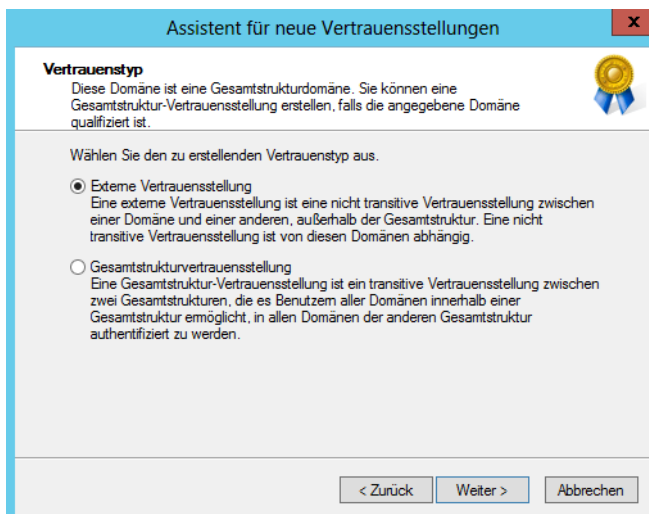 Assistent für neue Vertrauensstellungen
x
Vertrauenstyp
Diese Domäne ist eine Gesamtstrukturdomäne. Sie können eine
Gesamtstruktur-Vertrauensstellung erstellen, falls die angegebene Domäne
qualifiziert ist.
Wählen Sie den zu erstellenden Vertrauenstyp aus.
Externe Vertrauensstellung
Eine externe Vertrauensstellung ist eine nicht transitive Vertrauensstellung zwischen
einer Domäne und einer anderen, außerhalb der Gesamtstruktur. Eine nicht
transitive Vertrauensstellung ist von diesen Domänen abhängig.
Gesamtstrukturvertrauensstellung
Eine Gesamtstruktur-Vertrauensstellung ist ein transitive Vertrauensstellung zwischen
zwei Gesamtstrukturen, die es Benutzern aller Domänen innerhalb einer
Gesamtstruktur ermöglicht, in allen Domänen der anderen Gesamtstruktur
authentifiziert zu werden.
< Zurück Weiter > Abbrechen